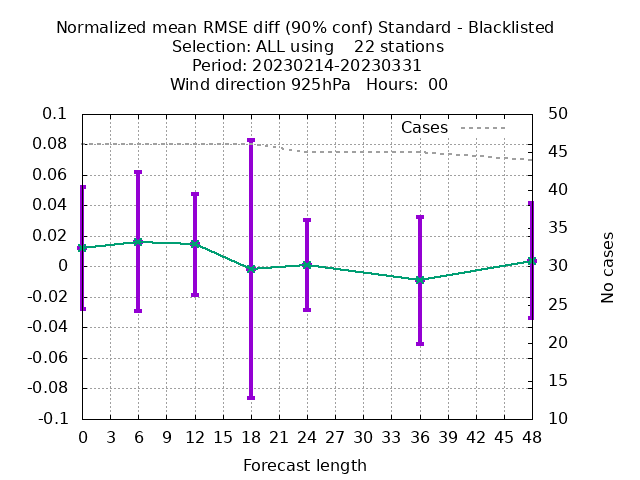 Normalized mean RMSE diff (90% conf) Standard - Blacklisted
Selection: ALL using    22 stations
Period: 20230214-20230331
Wind direction 925hPa   Hours:  00
Cases
0.1
0.08
0.06
0.04
0.02
0
-0.02
-0.04
-0.06
-0.08
-0.1
50
45
40
35
30
25
20
15
10
No cases
0 3 6 9 12 15 18 21 24 27 30 33 36 39 42 45 48
Forecast length